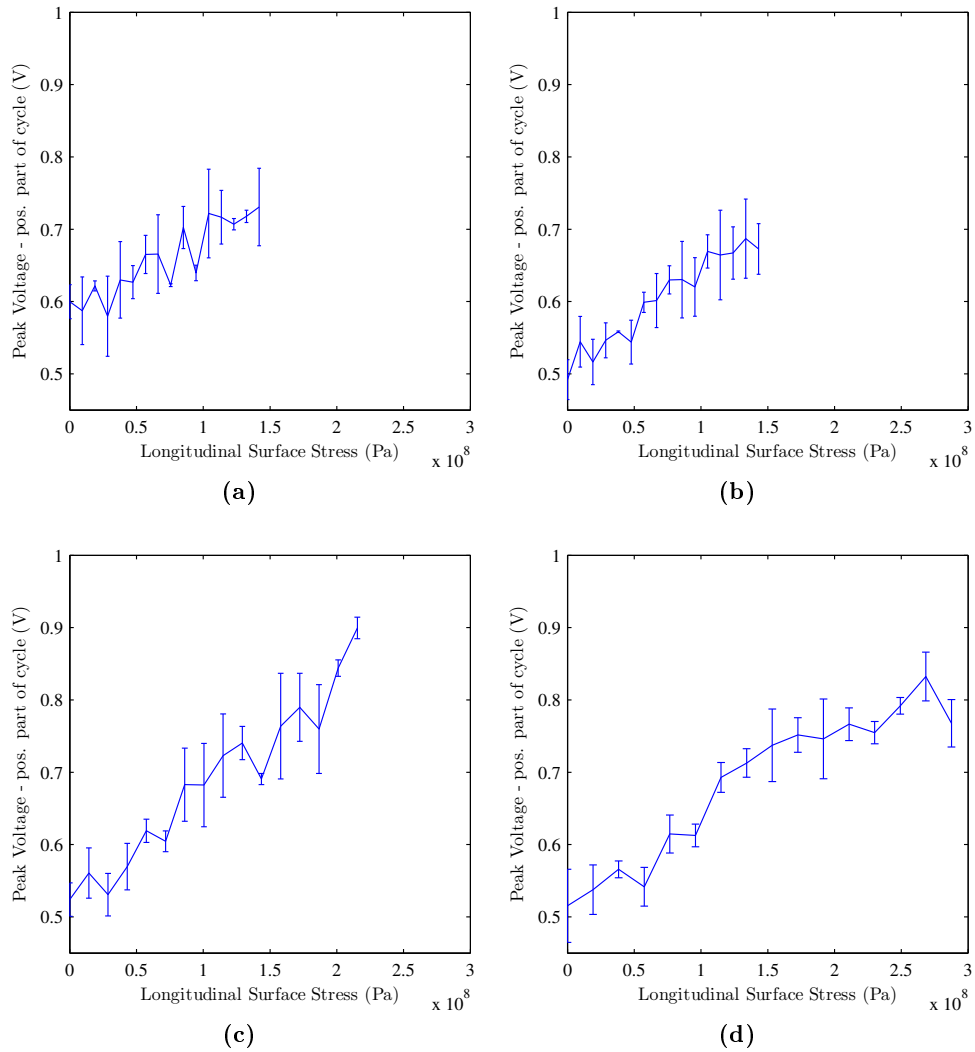 1
0.9
0.8
0.7
0.6
0.5
0 0.5 1 1.5 2 2.5 3
x 10^8
Longitudinal Surface Stress (Pa)
Peak Voltage - pos. part of cycle (V)
(a)
1
0.9
0.8
0.7
0.6
0.5
0 0.5 1 1.5 2 2.5 3
x 10^8
Longitudinal Surface Stress (Pa)
Peak Voltage - pos. part of cycle (V)
(b)
1
0.9
0.8
0.7
0.6
0.5
0 0.5 1 1.5 2 2.5 3
x 10^8
Longitudinal Surface Stress (Pa)
Peak Voltage - pos. part of cycle (V)
(c)
1
0.9
0.8
0.7
0.6
0.5
0 0.5 1 1.5 2 2.5 3
x 10^8
Longitudinal Surface Stress (Pa)
Peak Voltage - pos. part of cycle (V)
(d)